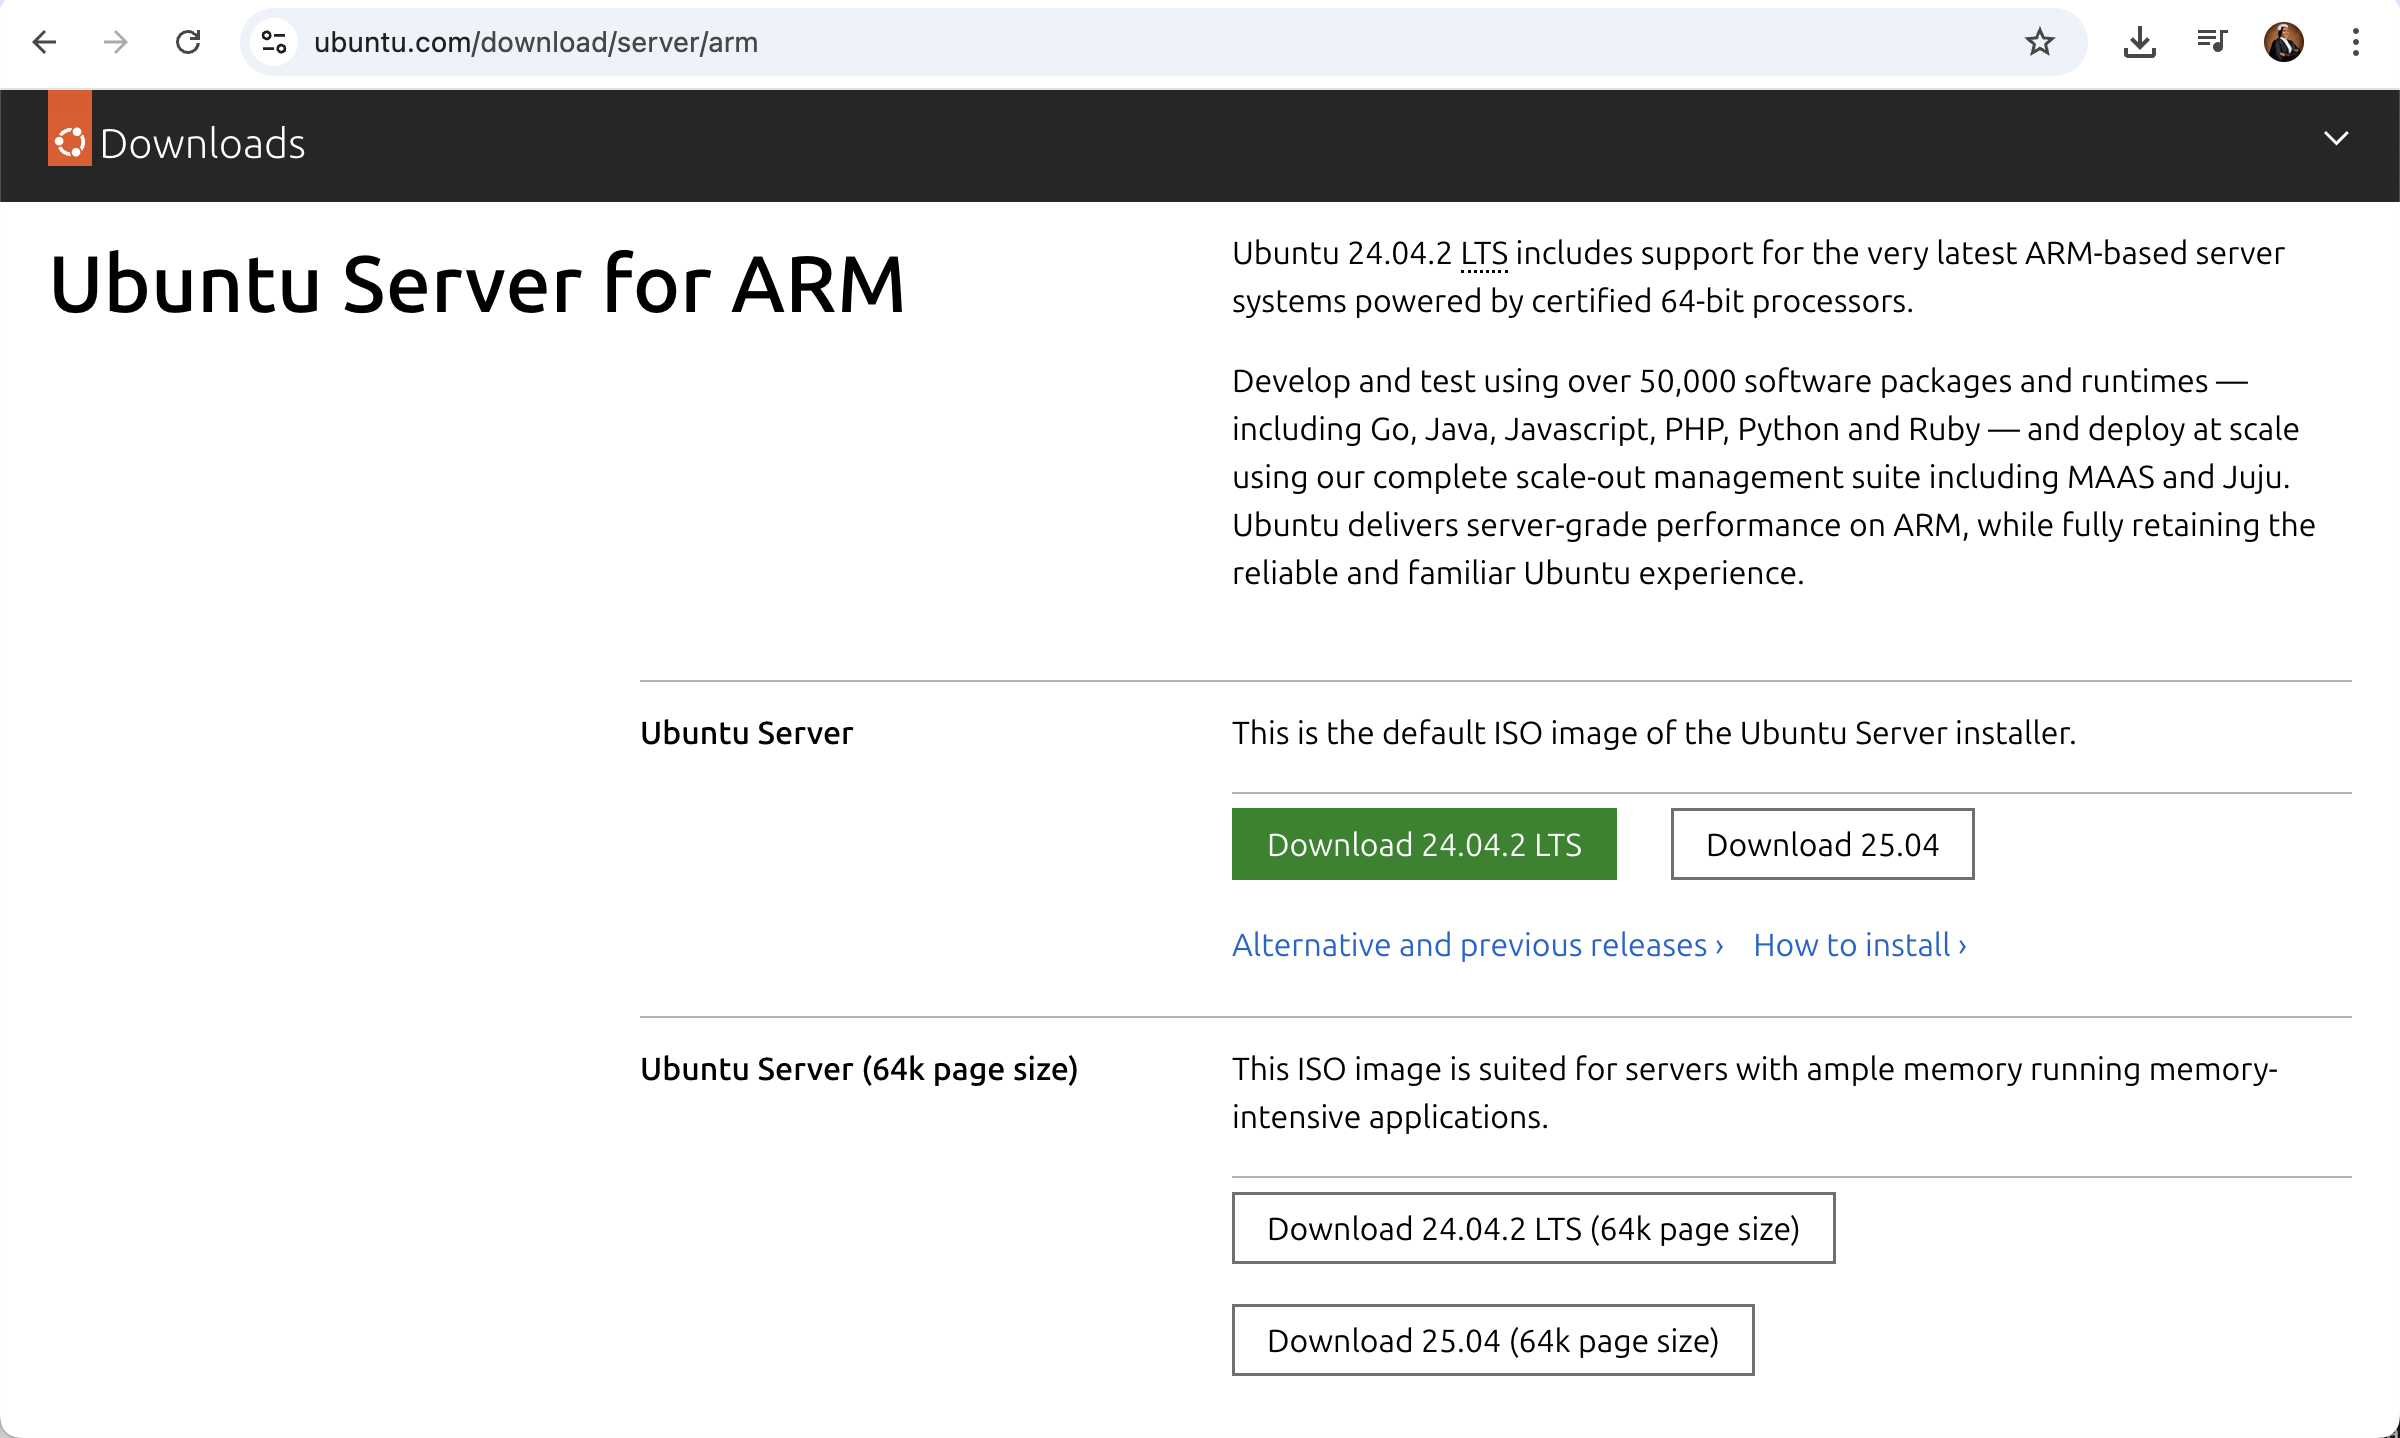 ubuntu.com/download/server/arm
Downloads
Ubuntu Server for ARM
Ubuntu 24.04.2 LTS includes support for the very latest ARM-based server
systems powered by certified 64-bit processors.
Develop and test using over 50,000 software packages and runtimes —
including Go, Java, Javascript, PHP, Python and Ruby — and deploy at scale
using our complete scale-out management suite including MAAS and Juju.
Ubuntu delivers server-grade performance on ARM, while fully retaining the
reliable and familiar Ubuntu experience.
Ubuntu Server
This is the default ISO image of the Ubuntu Server installer.
Download 24.04.2 LTS
Download 25.04
Alternative and previous releases ›
How to install ›
Ubuntu Server (64k page size)
This ISO image is suited for servers with ample memory running memory-
intensive applications.
Download 24.04.2 LTS (64k page size)
Download 25.04 (64k page size)